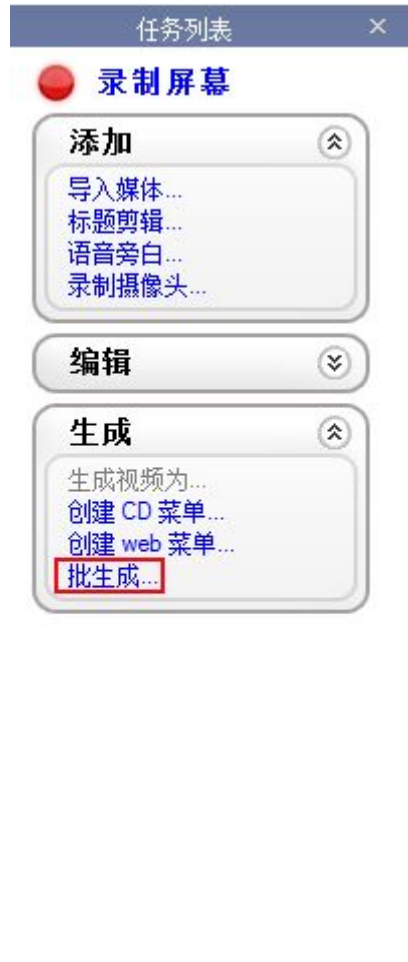 任务列表
录制屏幕
添加
导入媒体...
标题剪辑...
语音旁白...
录制摄像头...
编辑
生成
生成视频为...
创建 CD 菜单...
创建 web 菜单...
批生成...